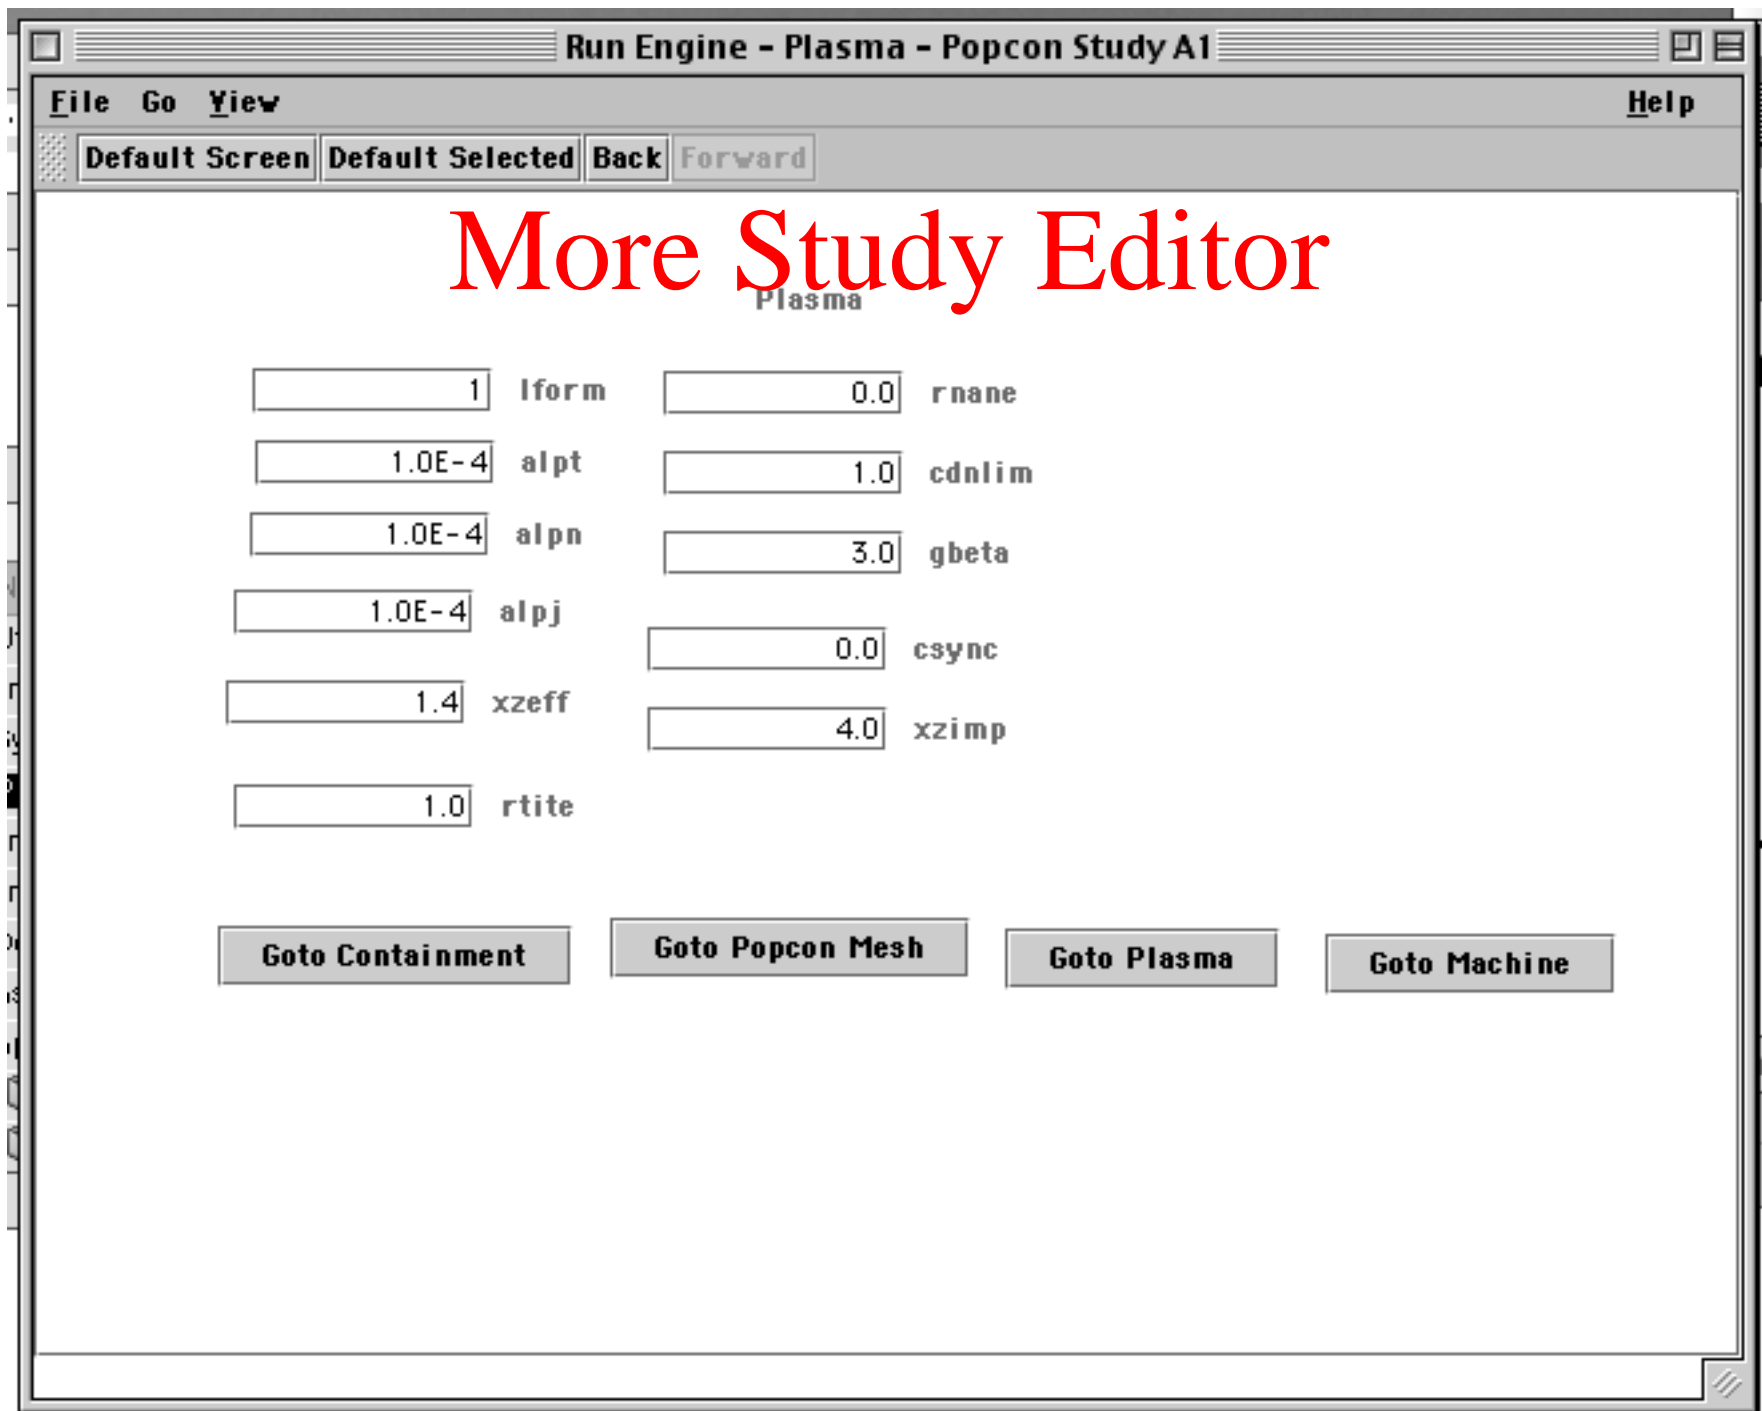 Run Engine - Plasma - Popcon Study A1
File Go View Help
Default Screen Default Selected Back Forward
More Study Editor
Plasma
1 lform 0.0 rnane
1.0E-4 alpt 1.0 cdnlim
1.0E-4 alpn 3.0 gbeta
1.0E-4 alpj
0.0 csync
1.4 xzeff
4.0 xzimp
1.0 rtite
Goto Containment Goto Popcon Mesh Goto Plasma Goto Machine